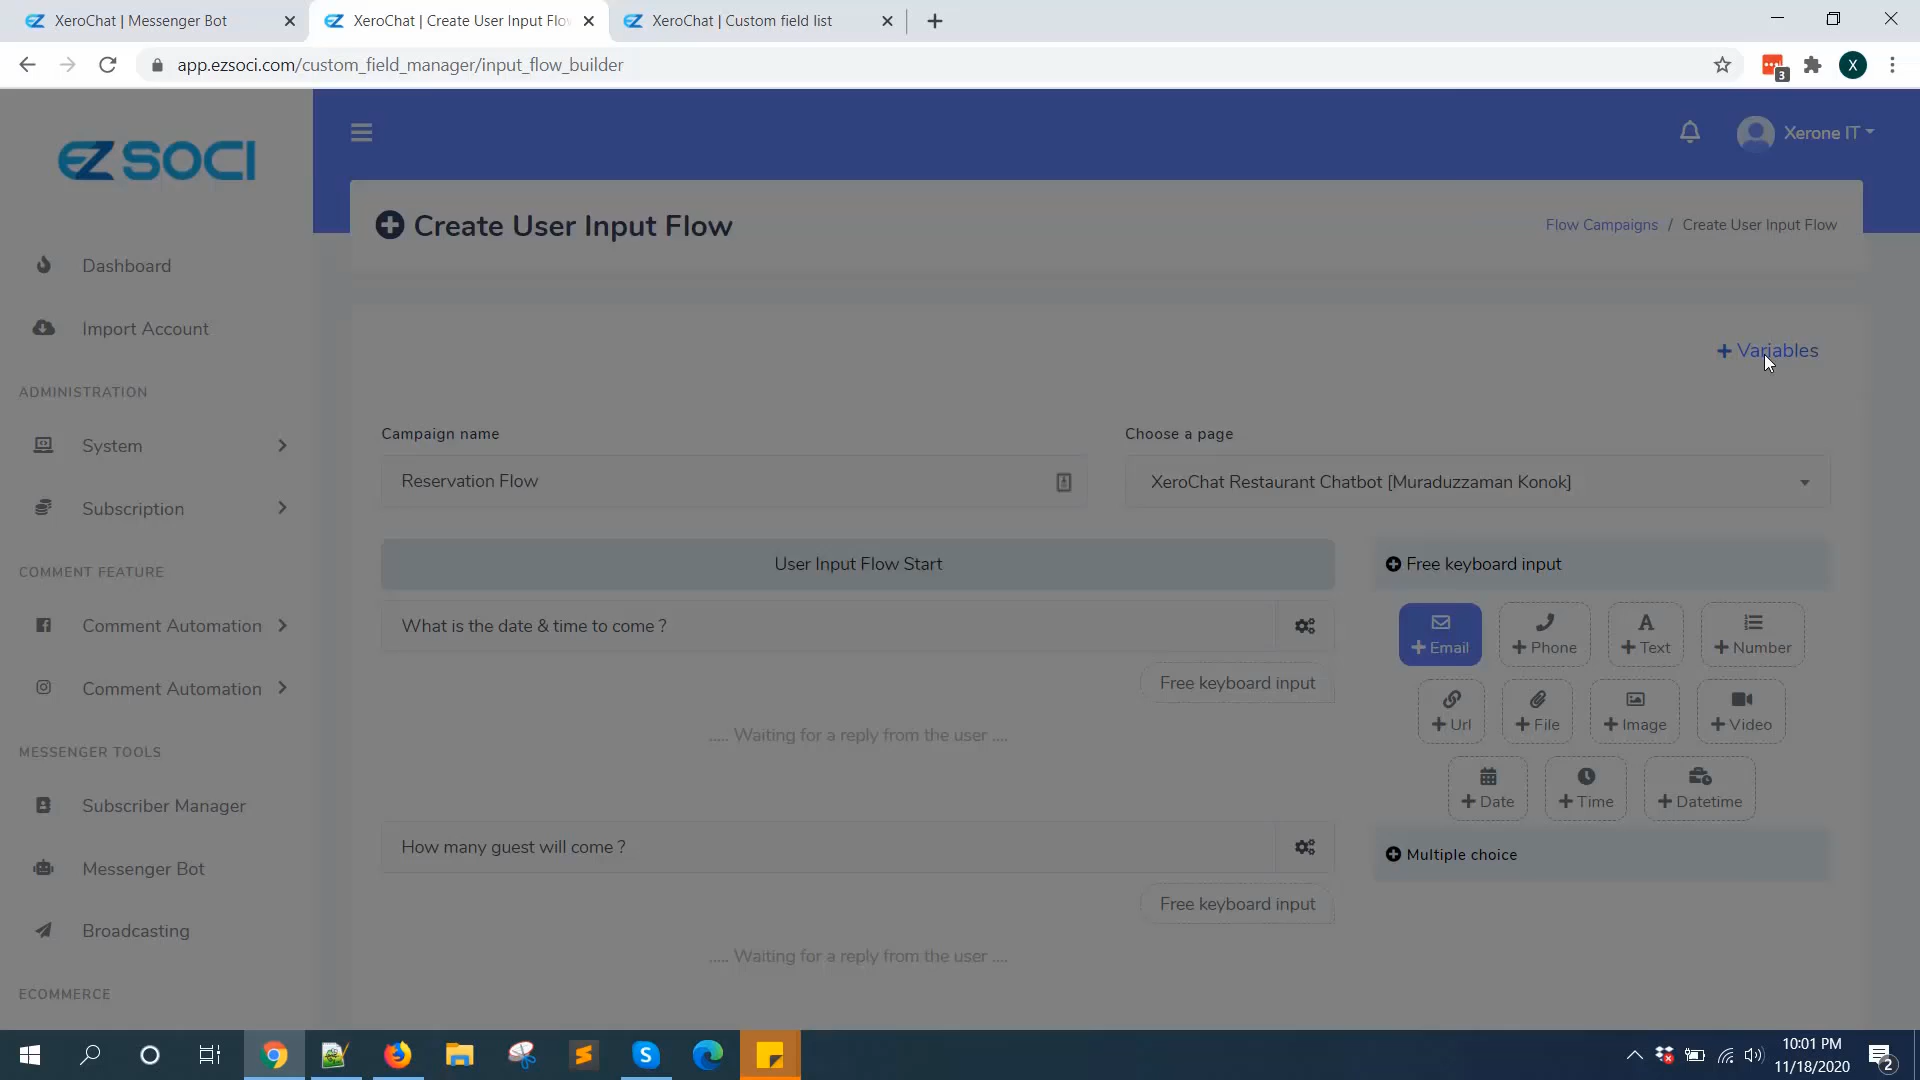 XeroChat | Messenger Bot
XeroChat | Create User Input Flo
XeroChat | Custom field list
app.ezsoci.com/custom_field_manager/input_flow_builder
3
X
EZ SOCI
Xerone IT
Create User Input Flow
Flow Campaigns / Create User Input Flow
Dashboard
Import Account
ADMINISTRATION
System
Subscription
COMMENT FEATURE
Comment Automation
Comment Automation
MESSENGER TOOLS
Subscriber Manager
Messenger Bot
Broadcasting
ECOMMERCE
+ Variables
Campaign name
Reservation Flow
Choose a page
XeroChat Restaurant Chatbot [Muraduzzaman Konok]
User Input Flow Start
What is the date & time to come ?
Free keyboard input
..... Waiting for a reply from the user ....
How many guest will come ?
Free keyboard input
..... Waiting for a reply from the user ....
Free keyboard input
+ Email
+ Phone
+ Text
+ Number
+ Url
+ File
+ Image
+ Video
+ Date
+ Time
+ Datetime
Multiple choice
10:01 PM
11/18/2020
2